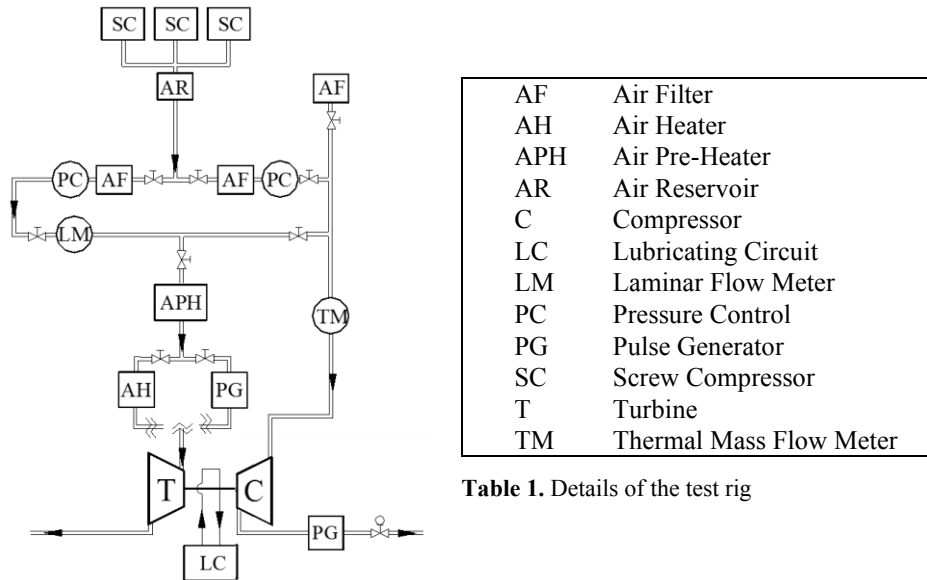 SC SC SC
AR AF
PC AF AF PC
LM
APH TM
AH PG
T C
PG
LC
AF Air Filter
AH Air Heater
APH Air Pre-Heater
AR Air Reservoir
C Compressor
LC Lubricating Circuit
LM Laminar Flow Meter
PC Pressure Control
PG Pulse Generator
SC Screw Compressor
T Turbine
TM Thermal Mass Flow Meter
Table 1. Details of the test rig